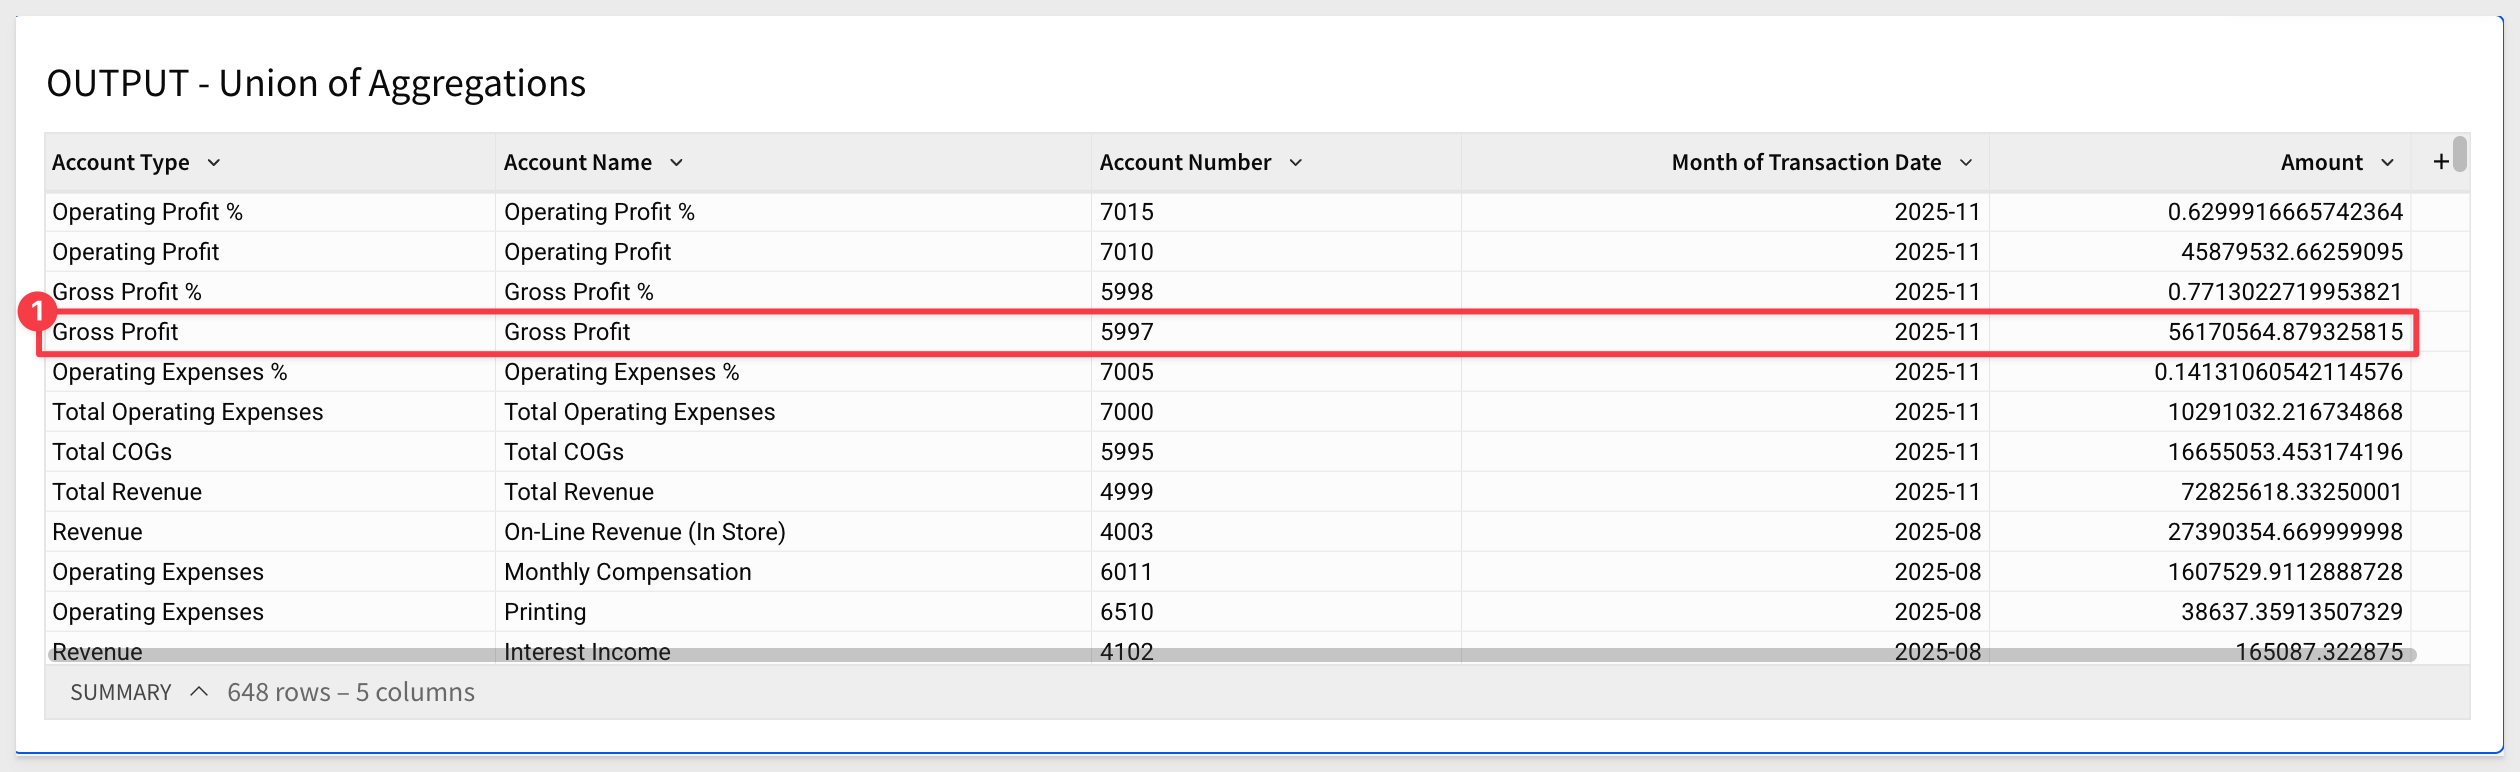 OUTPUT - Union of Aggregations
Account Type Account Name Account Number Month of Transaction Date Amount +
Operating Profit % Operating Profit % 7015 2025-11 0.6299916665742364
Operating Profit Operating Profit 7010 2025-11 45879532.66259095
Gross Profit % Gross Profit % 5998 2025-11 0.7713022719953821
1
Gross Profit Gross Profit 5997 2025-11 56170564.879325815
Operating Expenses % Operating Expenses % 7005 2025-11 0.14131060542114576
Total Operating Expenses Total Operating Expenses 7000 2025-11 10291032.216734868
Total COGs Total COGs 5995 2025-11 16655053.453174196
Total Revenue Total Revenue 4999 2025-11 72825618.33250001
Revenue On-Line Revenue (In Store) 4003 2025-08 27390354.669999998
Operating Expenses Monthly Compensation 6011 2025-08 1607529.9112888728
Operating Expenses Printing 6510 2025-08 38637.35913507329
Revenue Interest Income 4102 2025-08 165087.322875
SUMMARY 648 rows – 5 columns